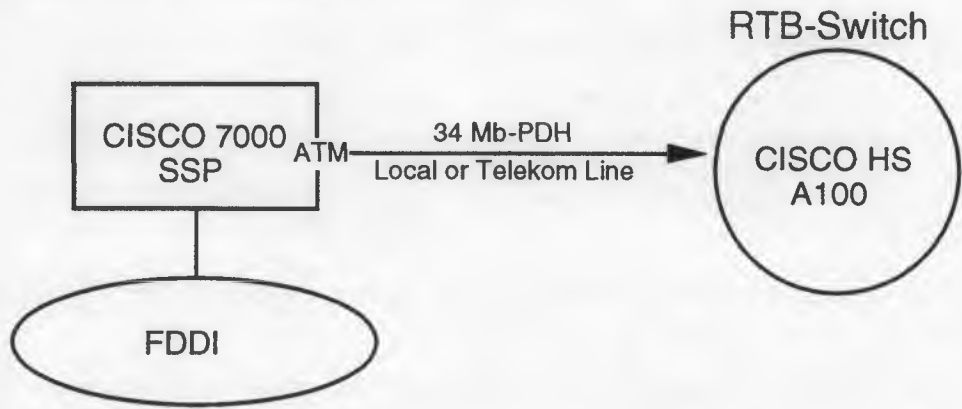 RTB-Switch
CISCO 7000
SSP
ATM
34 Mb-PDH
Local or Telekom Line
CISCO HS
A100
FDDI